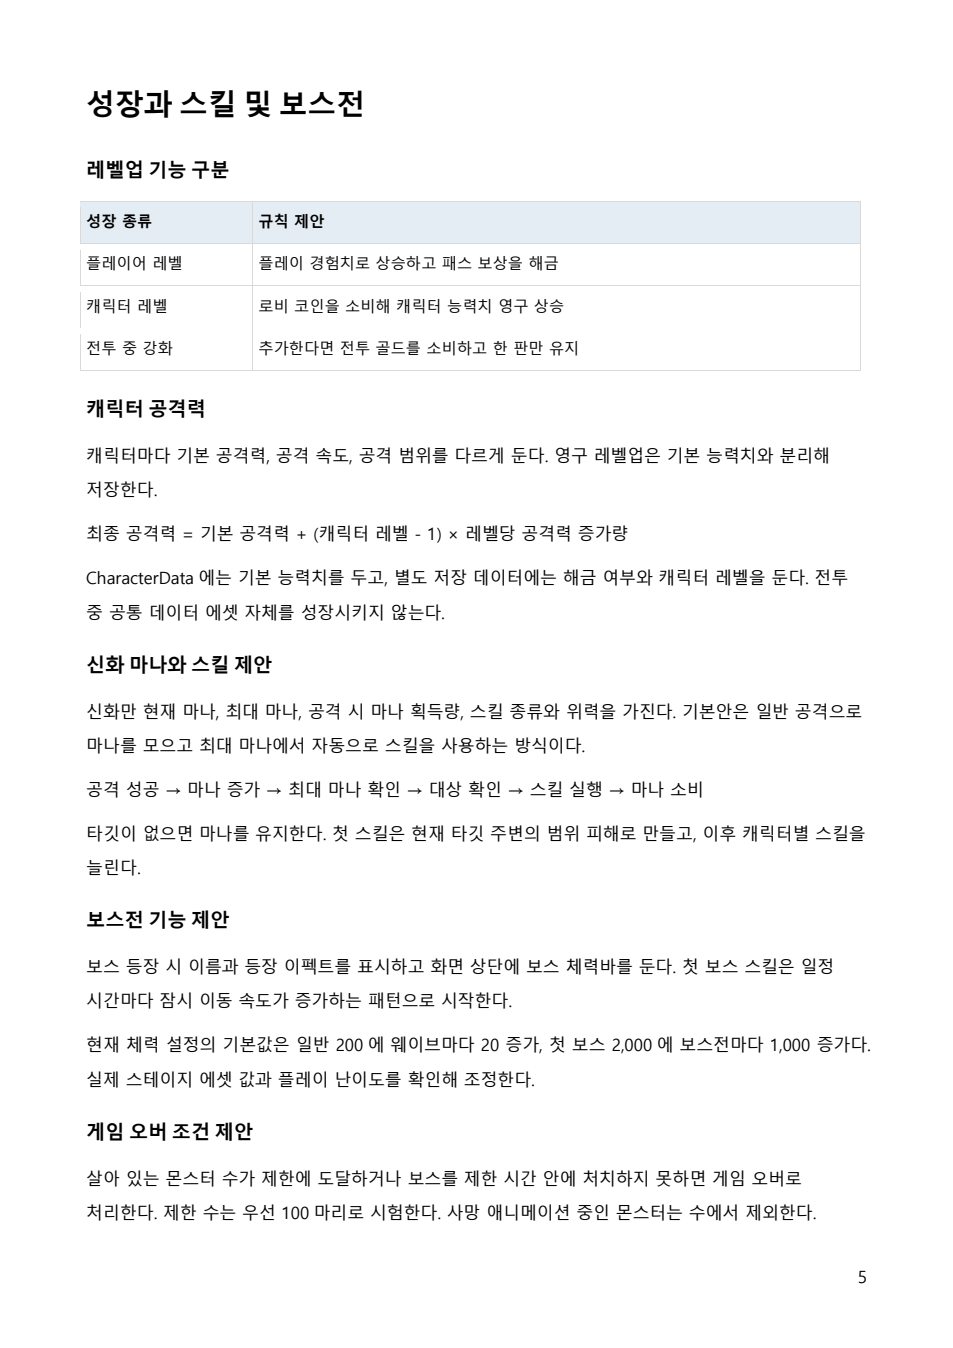 성장과 스킬 및 보스전
레벨업 기능 구분
성장 종류 규칙 제안
플레이어 레벨 플레이 경험치로 상승하고 패스 보상을 해금
캐릭터 레벨 로비 코인을 소비해 캐릭터 능력치 영구 상승
전투 중 강화 추가한다면 전투 골드를 소비하고 한 판만 유지
캐릭터 공격력
캐릭터마다 기본 공격력, 공격 속도, 공격 범위를 다르게 둔다. 영구 레벨업은 기본 능력치와 분리해
저장한다.
최종 공격력 = 기본 공격력 + (캐릭터 레벨 - 1) × 레벨당 공격력 증가량
CharacterData 에는 기본 능력치를 두고, 별도 저장 데이터에는 해금 여부와 캐릭터 레벨을 둔다. 전투
중 공통 데이터 에셋 자체를 성장시키지 않는다.
신화 마나와 스킬 제안
신화만 현재 마나, 최대 마나, 공격 시 마나 획득량, 스킬 종류와 위력을 가진다. 기본안은 일반 공격으로
마나를 모으고 최대 마나에서 자동으로 스킬을 사용하는 방식이다.
공격 성공 → 마나 증가 → 최대 마나 확인 → 대상 확인 → 스킬 실행 → 마나 소비
타깃이 없으면 마나를 유지한다. 첫 스킬은 현재 타깃 주변의 범위 피해로 만들고, 이후 캐릭터별 스킬을
늘린다.
보스전 기능 제안
보스 등장 시 이름과 등장 이펙트를 표시하고 화면 상단에 보스 체력바를 둔다. 첫 보스 스킬은 일정
시간마다 잠시 이동 속도가 증가하는 패턴으로 시작한다.
현재 체력 설정의 기본값은 일반 200 에 웨이브마다 20 증가, 첫 보스 2,000 에 보스전마다 1,000 증가다.
실제 스테이지 에셋 값과 플레이 난이도를 확인해 조정한다.
게임 오버 조건 제안
살아 있는 몬스터 수가 제한에 도달하거나 보스를 제한 시간 안에 처치하지 못하면 게임 오버로
처리한다. 제한 수는 우선 100 마리로 시험한다. 사망 애니메이션 중인 몬스터는 수에서 제외한다.
5